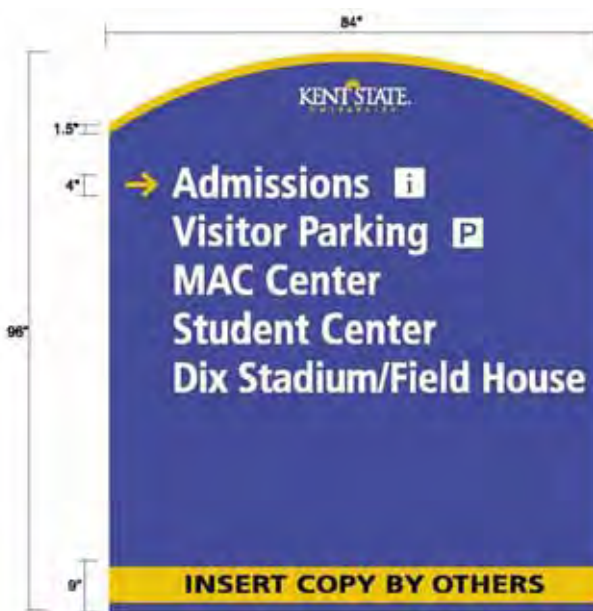 84"
KENT STATE.
UNIVERSITY
1.5"
4"
→ Admissions i
Visitor Parking P
MAC Center
96"
Student Center
Dix Stadium/Field House
9"
INSERT COPY BY OTHERS